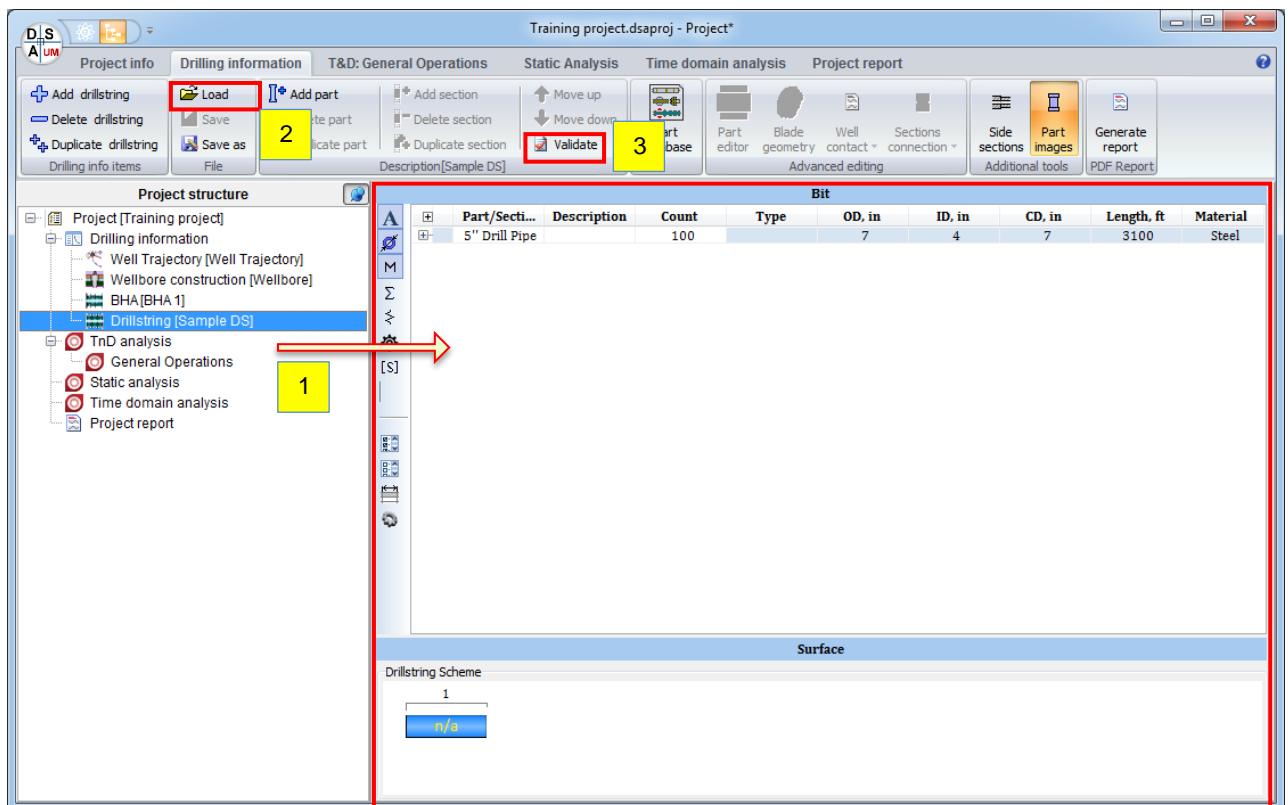 Training project.dsaproj - Project*
D S
A UM
Project info Drilling information T&D: General Operations Static Analysis Time domain analysis Project report
Add drillstring Load Add part Add section Move up
Delete drillstring Save te part Delete section Move down
Duplicate drillstring Save as icate part Duplicate section Validate
2
3
art
base
Part
editor
Blade
geometry
Well
contact
Sections
connection
Side
sections
Part
images
Generate
report
Drilling info items File Description[Sample DS] Advanced editing Additional tools PDF Report
Project structure
Project [Training project]
Drilling information
Well Trajectory [Well Trajectory]
Wellbore construction [Wellbore]
BHA [BHA 1]
Drillstring [Sample DS]
TnD analysis
General Operations
Static analysis
Time domain analysis
Project report
1
Bit
A
M
Σ
[S]
Part/Secti... Description Count Type OD, in ID, in CD, in Length, ft Material
5'' Drill Pipe 100 7 4 7 3100 Steel
Surface
Drillstring Scheme
1
n/a